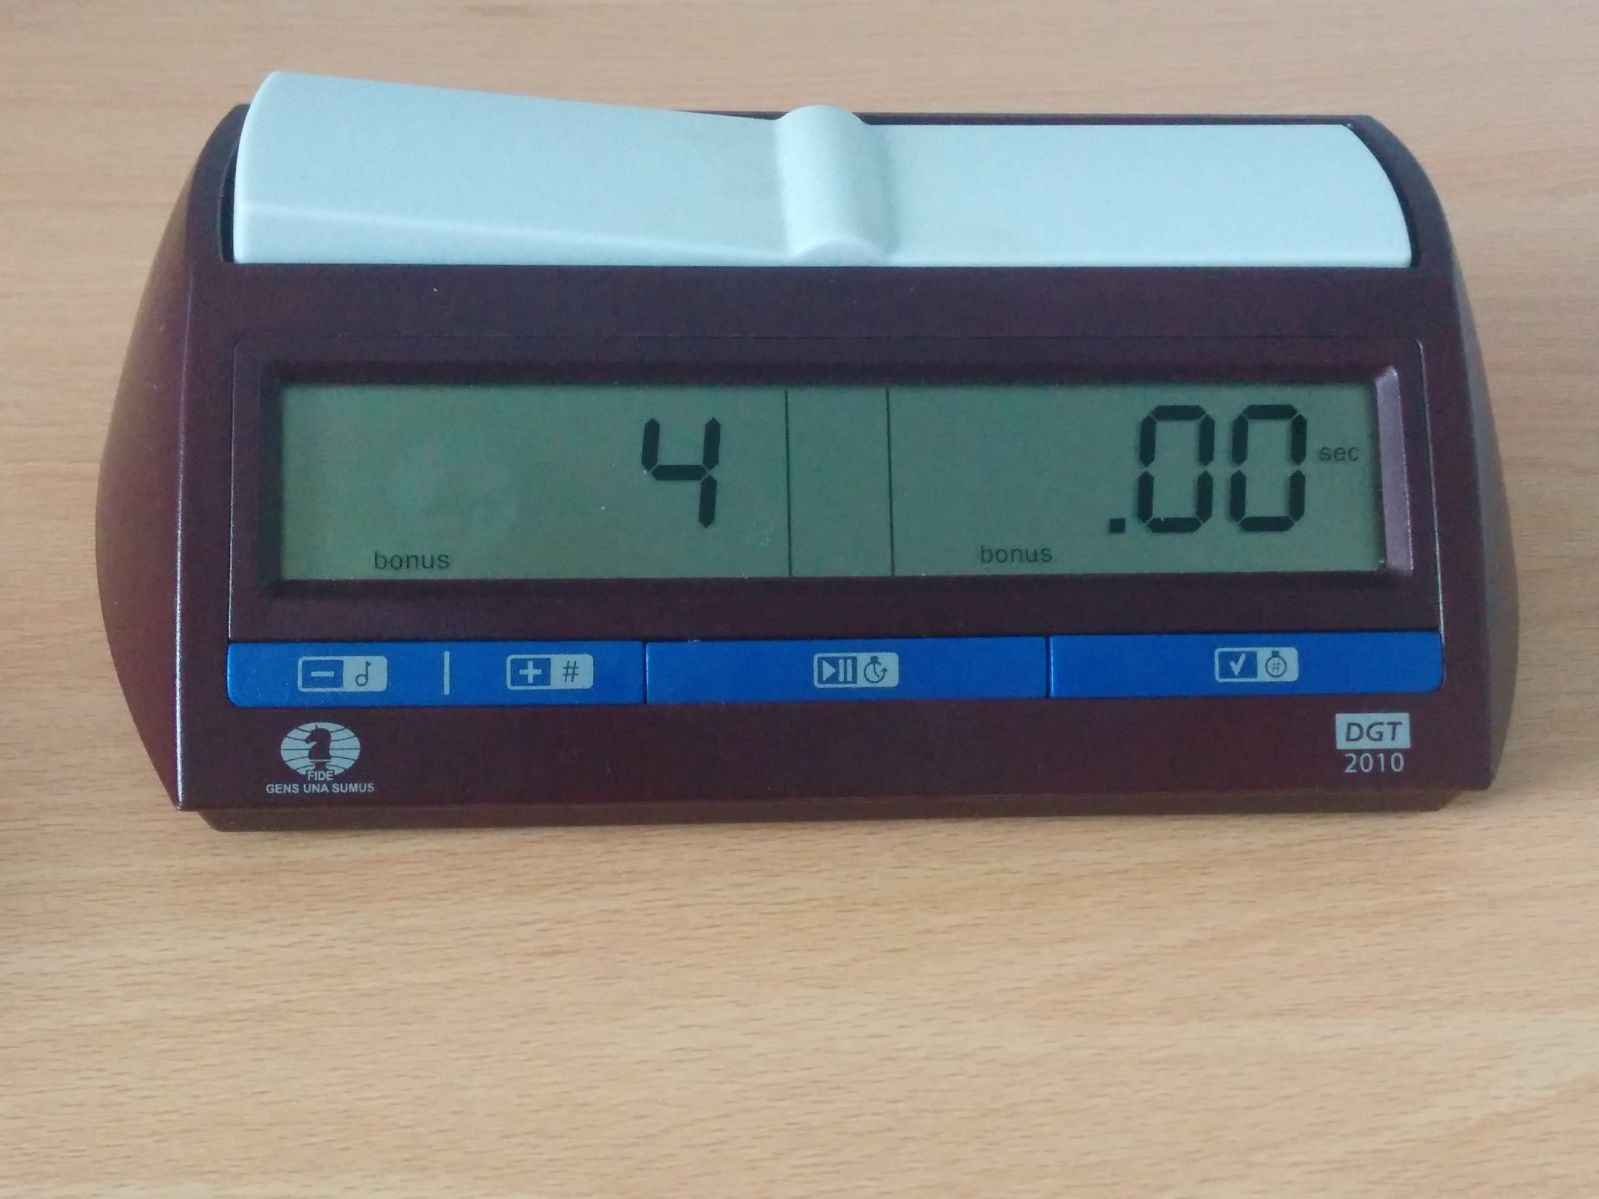 4 .00 sec
bonus bonus
#
#
FIDE
GENS UNA SUMUS
DGT
2010